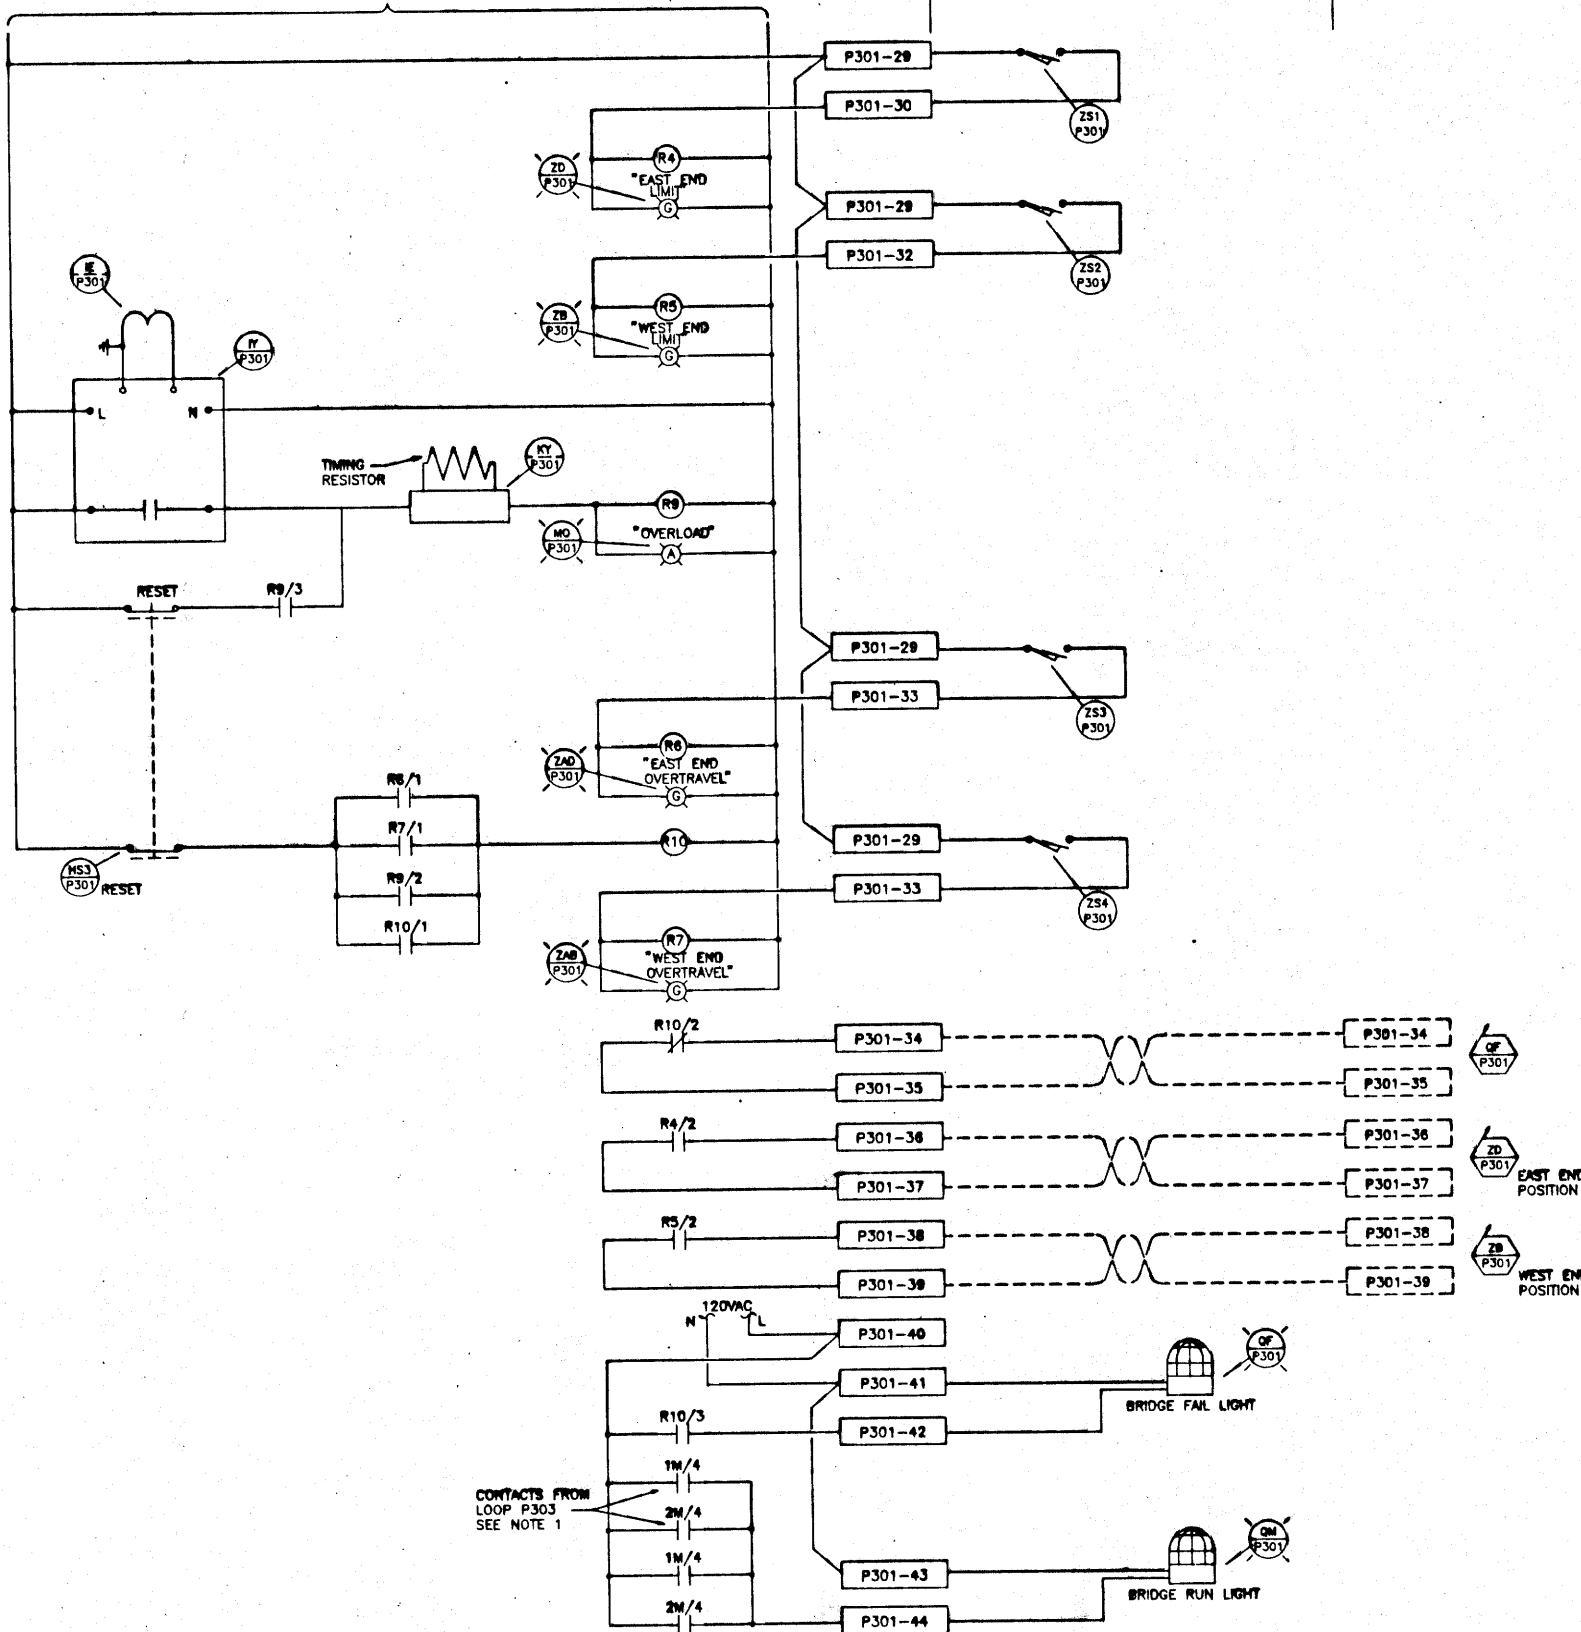 P301-29
P301-30
ZS1
P301
R4
ZD
P301
"EAST END
LIMIT"
G
P301-29
P301-32
ZS2
P301
IE
P301
R5
ZB
P301
"WEST END
LIMIT"
G
IY
P301
L
N
TIMING
RESISTOR
KY
P301
R9
MO
P301
"OVERLOAD"
A
RESET
R9/3
P301-29
P301-33
ZS3
P301
R6
ZAD
P301
"EAST END
OVERTRAVEL"
G
R6/1
R7/1
R10
P301-29
HS3
P301
RESET
R9/2
P301-33
ZS4
P301
R10/1
R7
ZAB
P301
"WEST END
OVERTRAVEL"
G
R10/2
P301-34
P301-34
QF
P301
P301-35
P301-35
R4/2
P301-36
P301-36
ZD
P301
P301-37
P301-37
EAST END
POSITION
R5/2
P301-38
P301-38
ZB
P301
P301-39
P301-39
WEST END
POSITION
120VAC
N
L
P301-40
QF
P301
P301-41
BRIDGE FAIL LIGHT
R10/3
P301-42
1M/4
CONTACTS FROM
LOOP P303
SEE NOTE 1
2M/4
QM
P301
1M/4
P301-43
BRIDGE RUN LIGHT
2M/4
P301-44